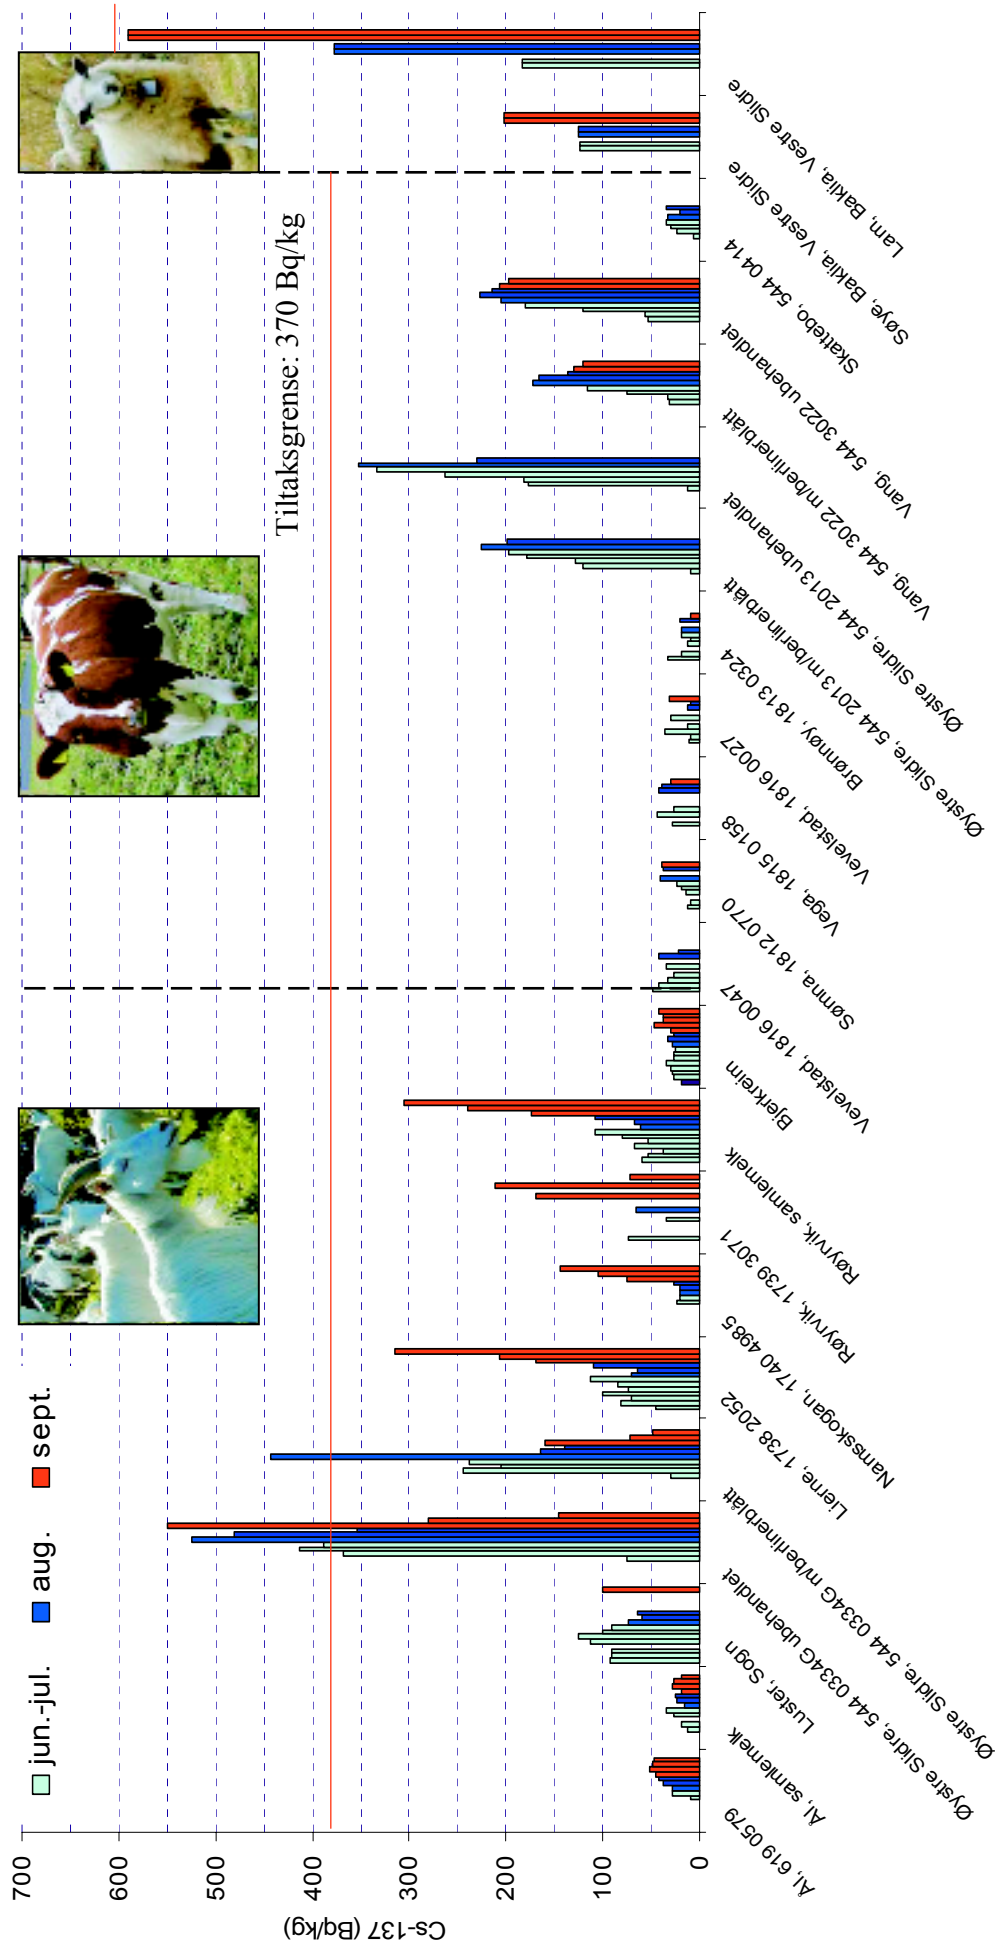 jun.-jul.
aug.
sept.
Tiltaksgrense: 370 Bq/kg
Cs-137 (Bq/kg)
700
600
500
400
300
200
100
0
Ål, 619 0579
Ål, samlemelk
Luster, Sogn
Øystre Slidre, 544 0334G ubehandlet
Øystre Slidre, 544 0334G m/berlinerblått
Lierne, 1738 2052
Namsskogan, 1740 4985
Røyrvik, 1739 3071
Røyrvik, samlemelk
Bjerkreim
Vevelstad, 1816 0047
Sømna, 1812 0770
Vega, 1815 0158
Vevelstad, 1816 0027
Brønnøy, 1813 0324
Øystre Slidre, 544 2013 m/berlinerblått
Øystre Slidre, 544 2013 ubehandlet
Vang, 544 3022 m/berlinerblått
Vang, 544 3022 ubehandlet
Skattebo, 544 0414
Søye, Baklia, Vestre Slidre
Lam, Baklia, Vestre Slidre